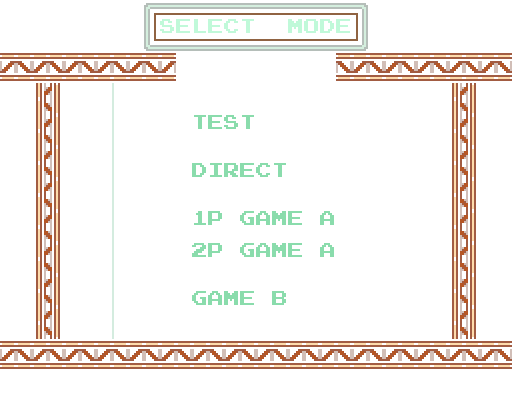 SELECT MODE
TEST
DIRECT
1P GAME A
2P GAME A
GAME B